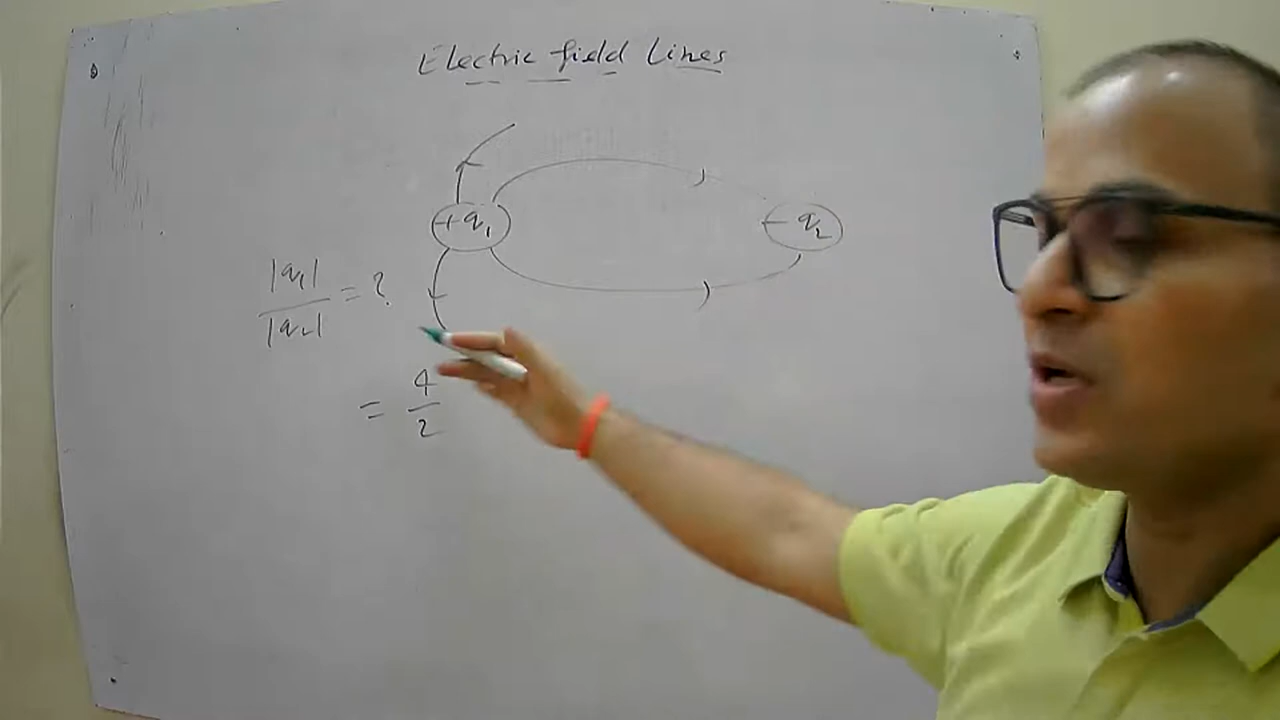 Electric field Lines
+ q₁
- q₂
|q₁|
/
|q₂|
= ?
= 4
/
2